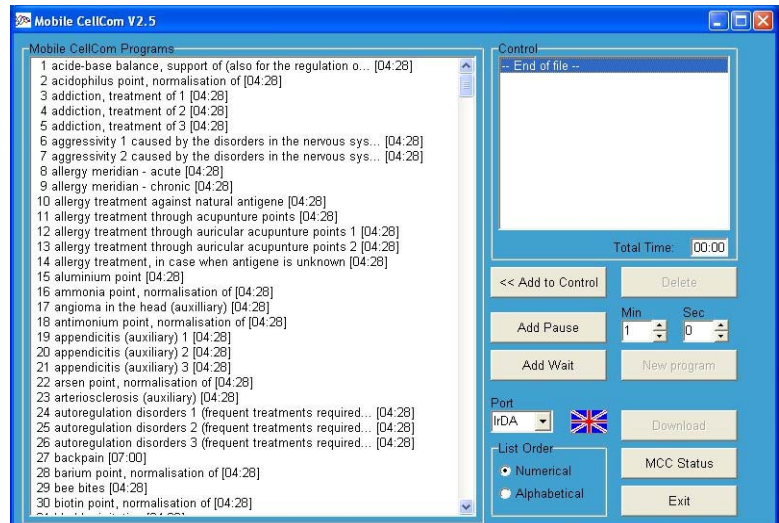 Mobile CellCom V2.5
Mobile CellCom Programs
1 acide-base balance, support of (also for the regulation o... [04:28]
2 acidophilus point, normalisation of [04:28]
3 addiction, treatment of 1 [04:28]
4 addiction, treatment of 2 [04:28]
5 addiction, treatment of 3 [04:28]
6 aggressivity 1 caused by the disorders in the nervous sys... [04:28]
7 aggressivity 2 caused by the disorders in the nervous sys... [04:28]
8 allergy meridian - acute [04:28]
9 allergy meridian - chronic [04:28]
10 allergy treatment against natural antigene [04:28]
11 allergy treatment through acupunture points [04:28]
12 allergy treatment through auricular acupunture points 1 [04:28]
13 allergy treatment through auricular acupunture points 2 [04:28]
14 allergy treatment, in case when antigene is unknown [04:28]
15 aluminium point [04:28]
16 ammonia point, normalisation of [04:28]
17 angioma in the head (auxilliary) [04:28]
18 antimonium point, normalisation of [04:28]
19 appendicitis (auxiliary) 1 [04:28]
20 appendicitis (auxiliary) 2 [04:28]
21 appendicitis (auxiliary) 3 [04:28]
22 arsen point, normalisation of [04:28]
23 arteriosclerosis (auxiliary) [04:28]
24 autoregulation disorders 1 (frequent treatments required... [04:28]
25 autoregulation disorders 2 (frequent treatments required... [04:28]
26 autoregulation disorders 3 (frequent treatments required... [04:28]
27 backpain [07:00]
28 barium point, normalisation of [04:28]
29 bee bites [04:28]
30 biotin point, normalisation of [04:28]
Control
-- End of file --
Total Time: 00:00
<< Add to Control
Delete
Add Pause
Min Sec
1 0
Add Wait
New program
Port
IrDA
Download
List Order
Numerical
Alphabetical
MCC Status
Exit